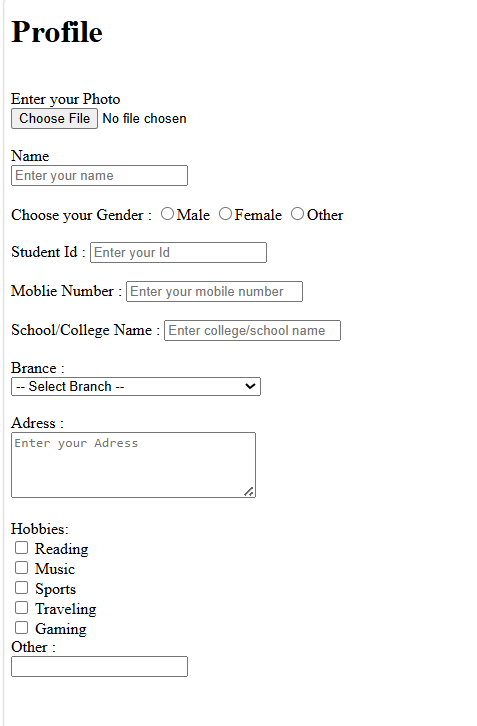 Profile
Enter your Photo
Choose File No file chosen
Name
Enter your name
Choose your Gender : Male Female Other
Student Id : Enter your Id
Moblie Number : Enter your mobile number
School/College Name : Enter college/school name
Brance :
-- Select Branch --
Adress :
Enter your Adress
Hobbies:
Reading
Music
Sports
Traveling
Gaming
Other :